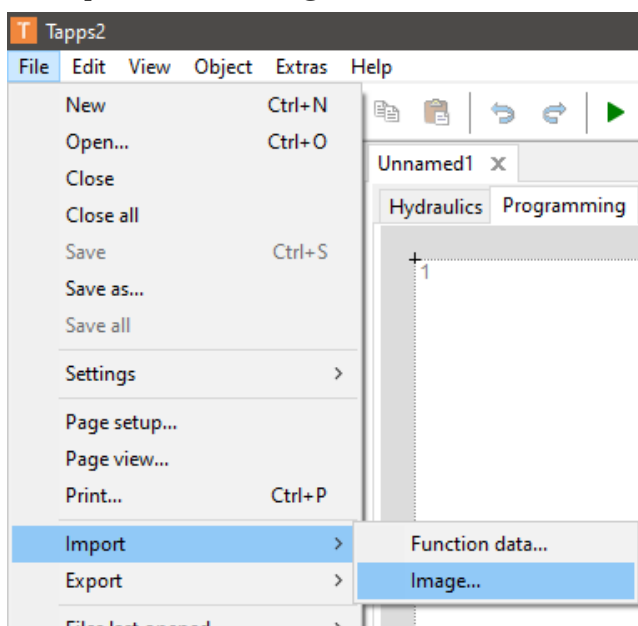 Tapps2
File Edit View Object Extras Help
New Ctrl+N
Open... Ctrl+O
Close
Close all
Save Ctrl+S
Save as...
Save all
Settings
Page setup...
Page view...
Print... Ctrl+P
Import
Export
Unnamed1
Hydraulics Programming
1
Function data...
Image...